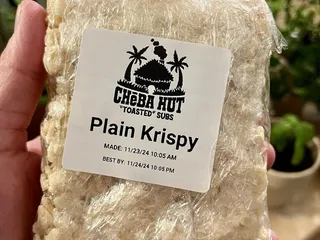 CHēBA HUT
"TOASTED" SUBS
Plain Krispy
MADE: 11/23/24 10:05 AM
BEST BY: 11/24/24 10:05 PM